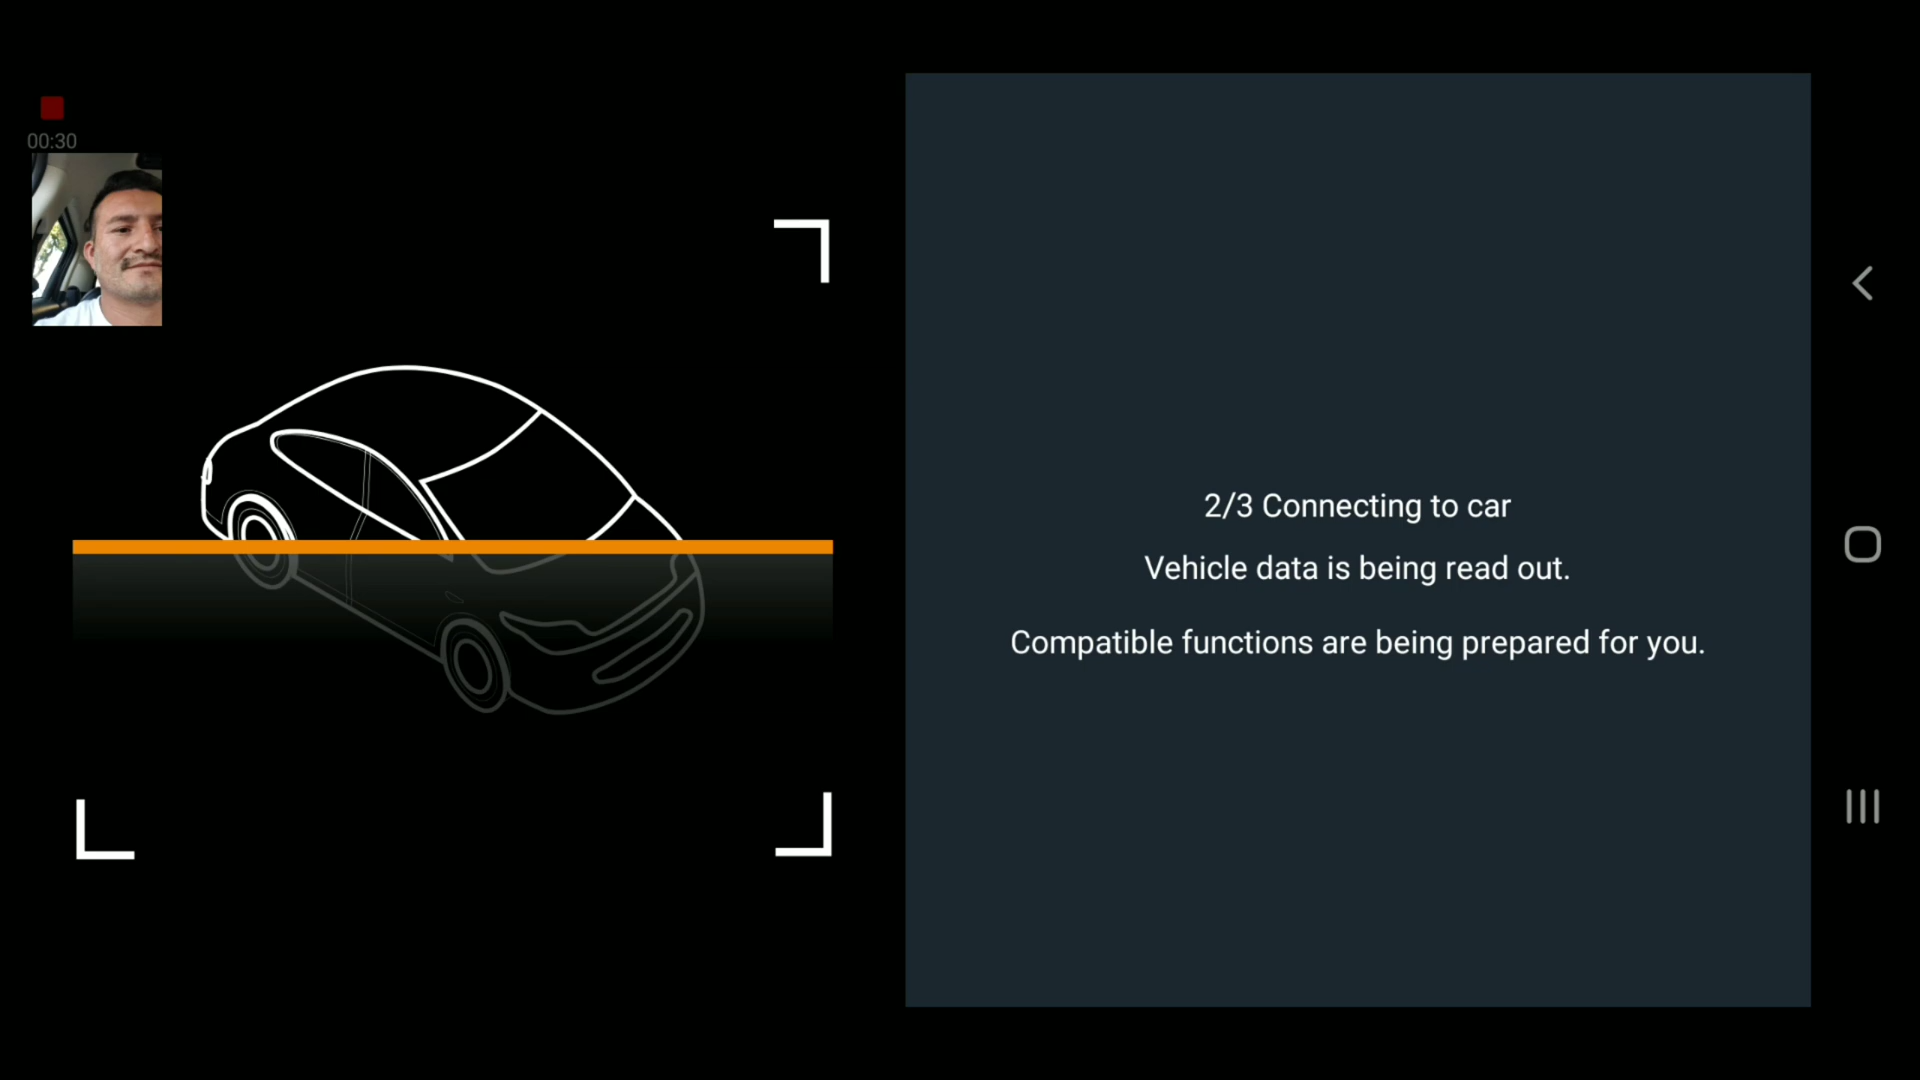 00:30
2/3 Connecting to car
Vehicle data is being read out.
Compatible functions are being prepared for you.